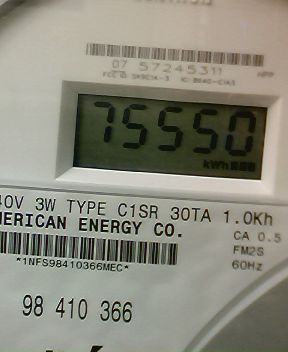 07 57245311
75550
kWh
40V 3W TYPE C1SR 30TA 1.0Kh
MERICAN ENERGY CO.
CA 0.5
FM2S
*1NFS98410366MEC*
60Hz
98 410 366